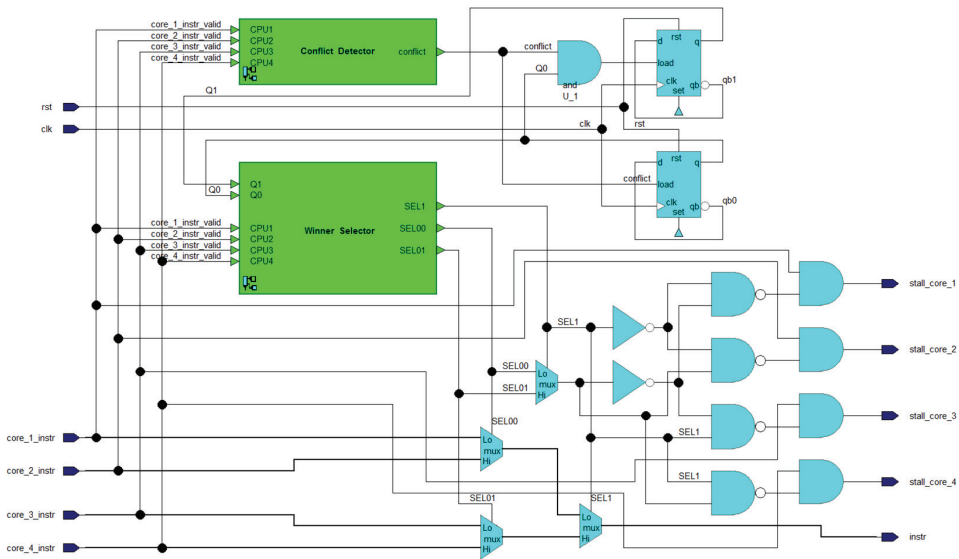 core_1_instr_valid
core_2_instr_valid
core_3_instr_valid
core_4_instr_valid
CPU1
CPU2
CPU3
CPU4
Conflict Detector
conflict
conflict
Q0
and
U_1
d
rst
q
load
clk
set
qb
qb1
Q1
Q0
rst
clk
clk
rst
d
rst
q
conflict
load
clk
set
qb
qb0
Q1
Q0
core_1_instr_valid
core_2_instr_valid
core_3_instr_valid
core_4_instr_valid
CPU1
CPU2
CPU3
CPU4
Winner Selector
SEL1
SEL00
SEL01
SEL1
SEL00
SEL01
Lo
mux
Hi
stall_core_1
stall_core_2
stall_core_3
stall_core_4
SEL1
SEL1
SEL00
core_1_instr
core_2_instr
Lo
mux
Hi
SEL01
SEL1
core_3_instr
core_4_instr
Lo
mux
Hi
Lo
mux
Hi
instr